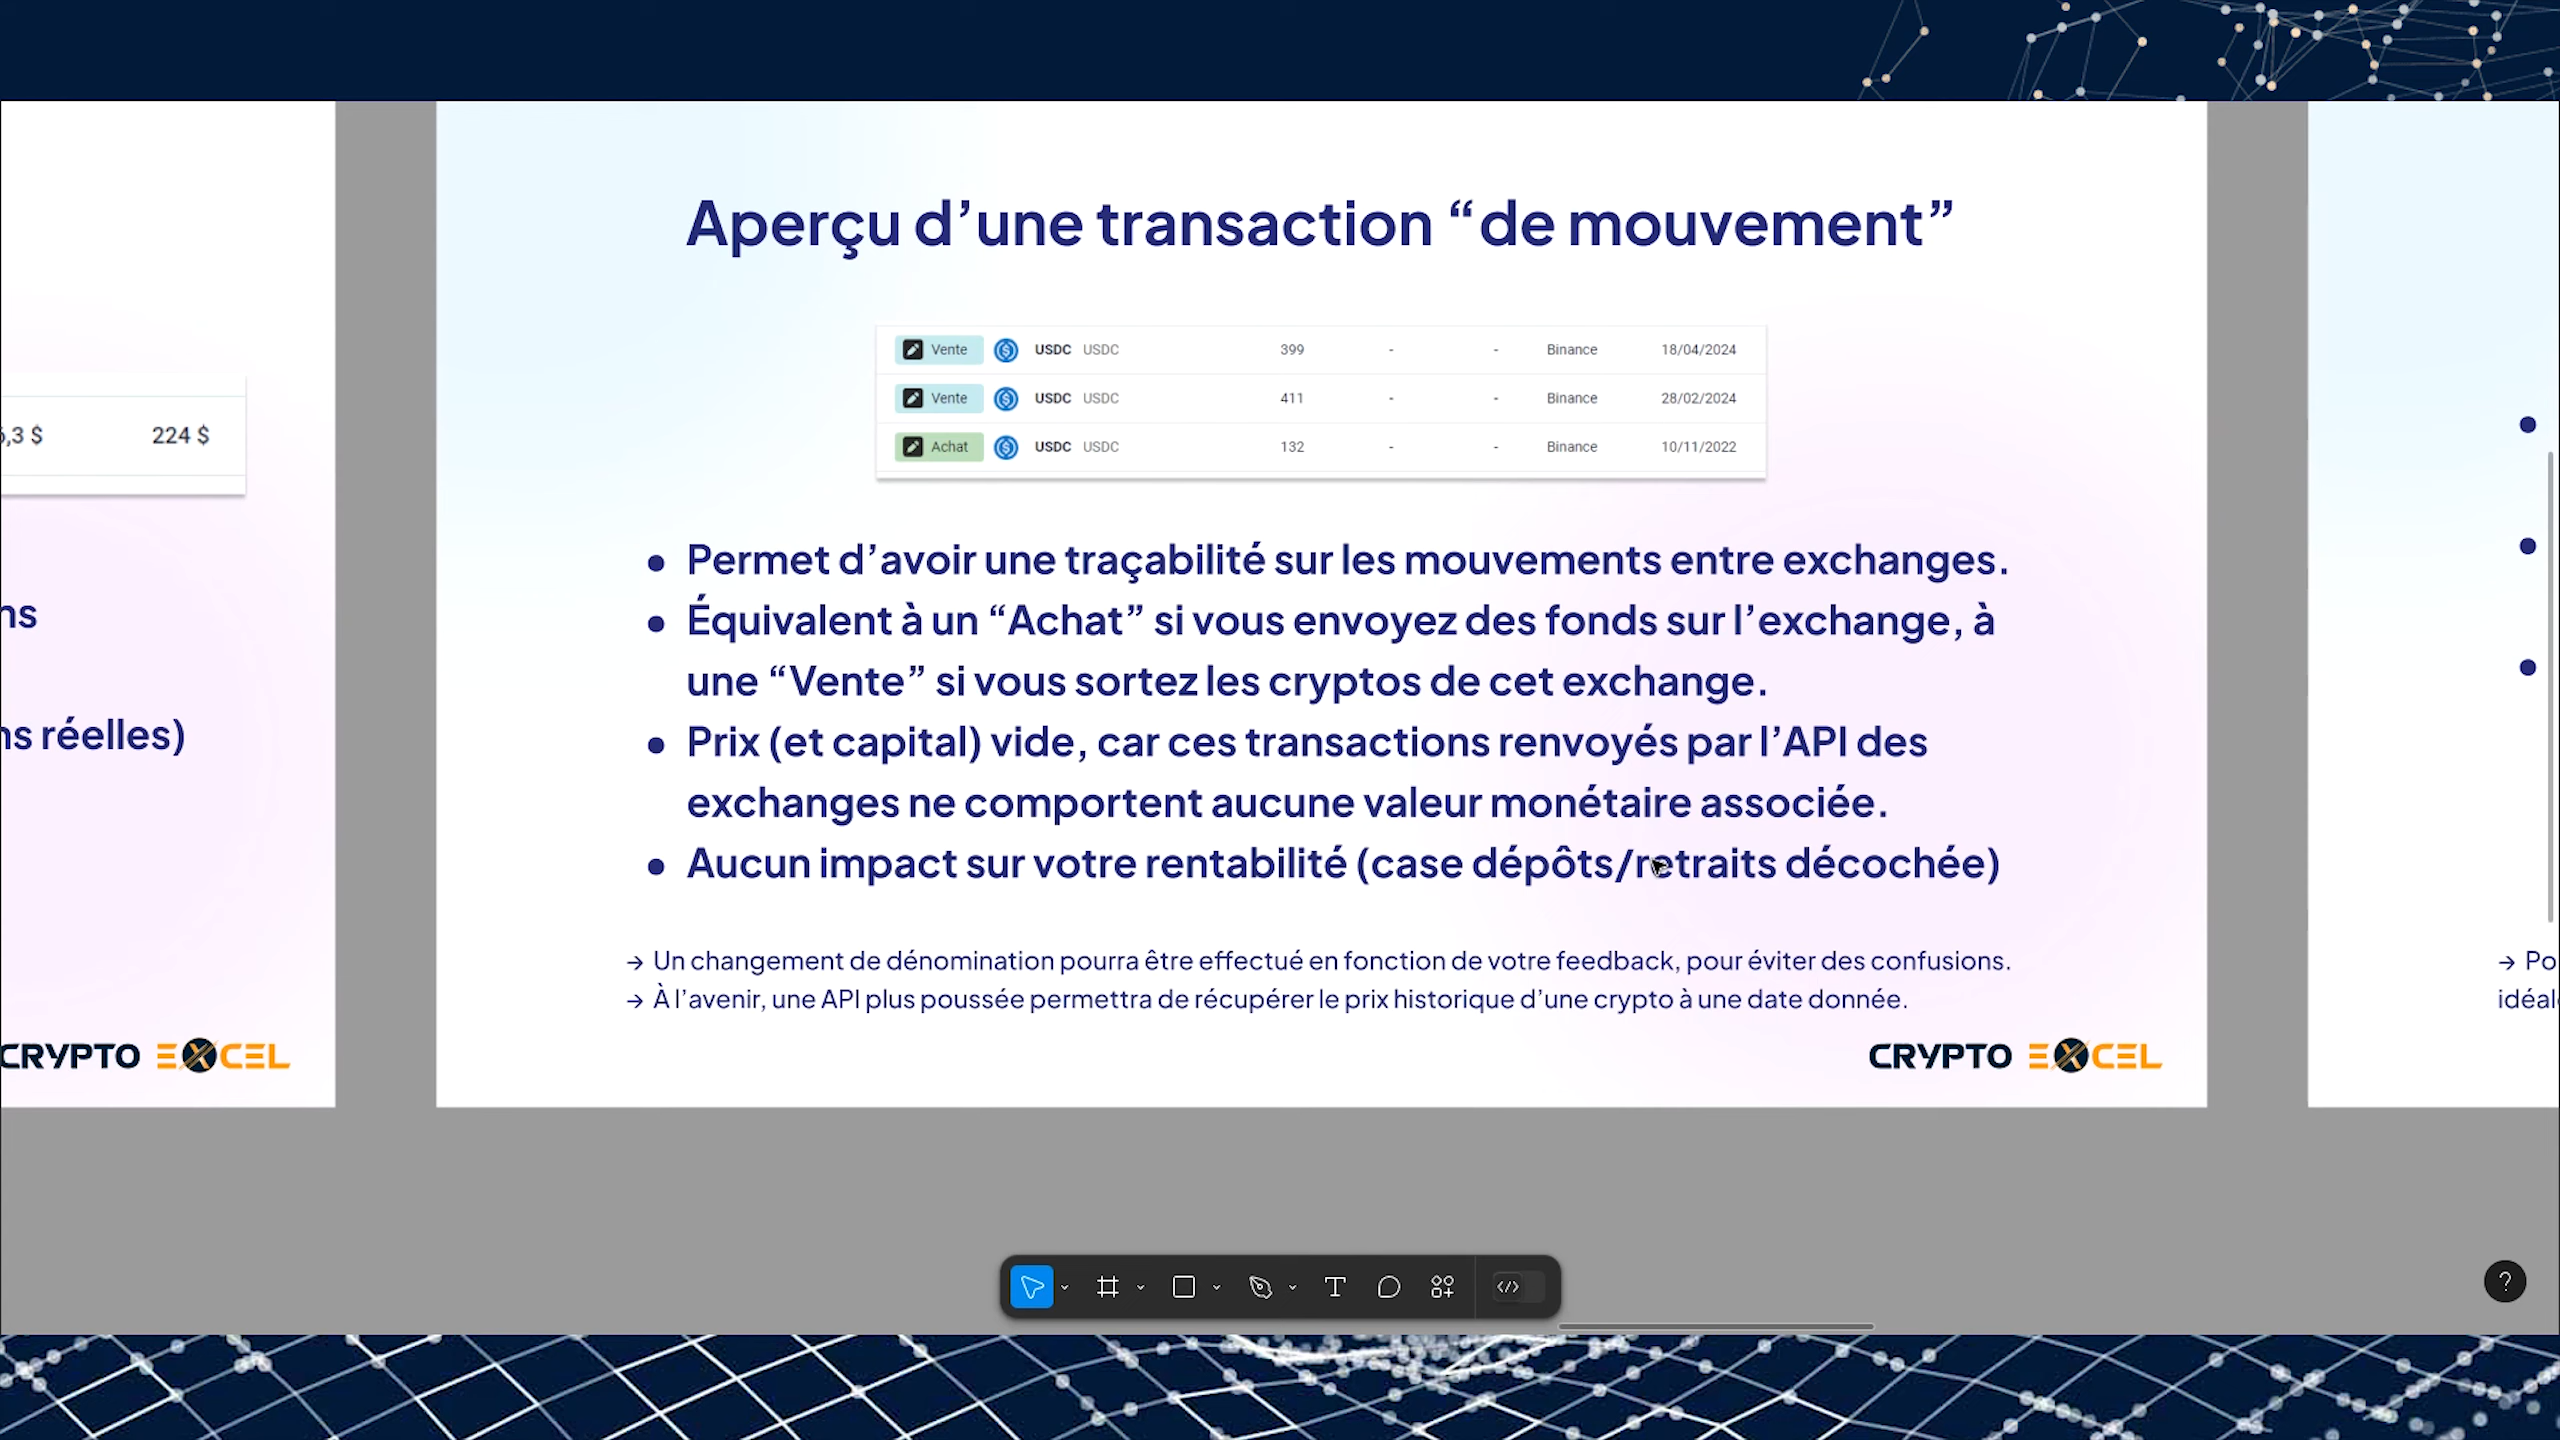 Aperçu d’une transaction “de mouvement”
Vente USDC USDC 399 - - Binance 18/04/2024
Vente USDC USDC 411 - - Binance 28/02/2024
Achat USDC USDC 132 - - Binance 10/11/2022
• Permet d’avoir une traçabilité sur les mouvements entre exchanges.
• Équivalent à un “Achat” si vous envoyez des fonds sur l’exchange, à
une “Vente” si vous sortez les cryptos de cet exchange.
• Prix (et capital) vide, car ces transactions renvoyés par l’API des
exchanges ne comportent aucune valeur monétaire associée.
• Aucun impact sur votre rentabilité (case dépôts/retraits décochée)
→ Un changement de dénomination pourra être effectué en fonction de votre feedback, pour éviter des confusions.
→ À l’avenir, une API plus poussée permettra de récupérer le prix historique d’une crypto à une date donnée.
CRYPTO EXCEL
,3 $ 224 $
ns
ns réelles)
CRYPTO EXCEL
→ Po
idéal
?